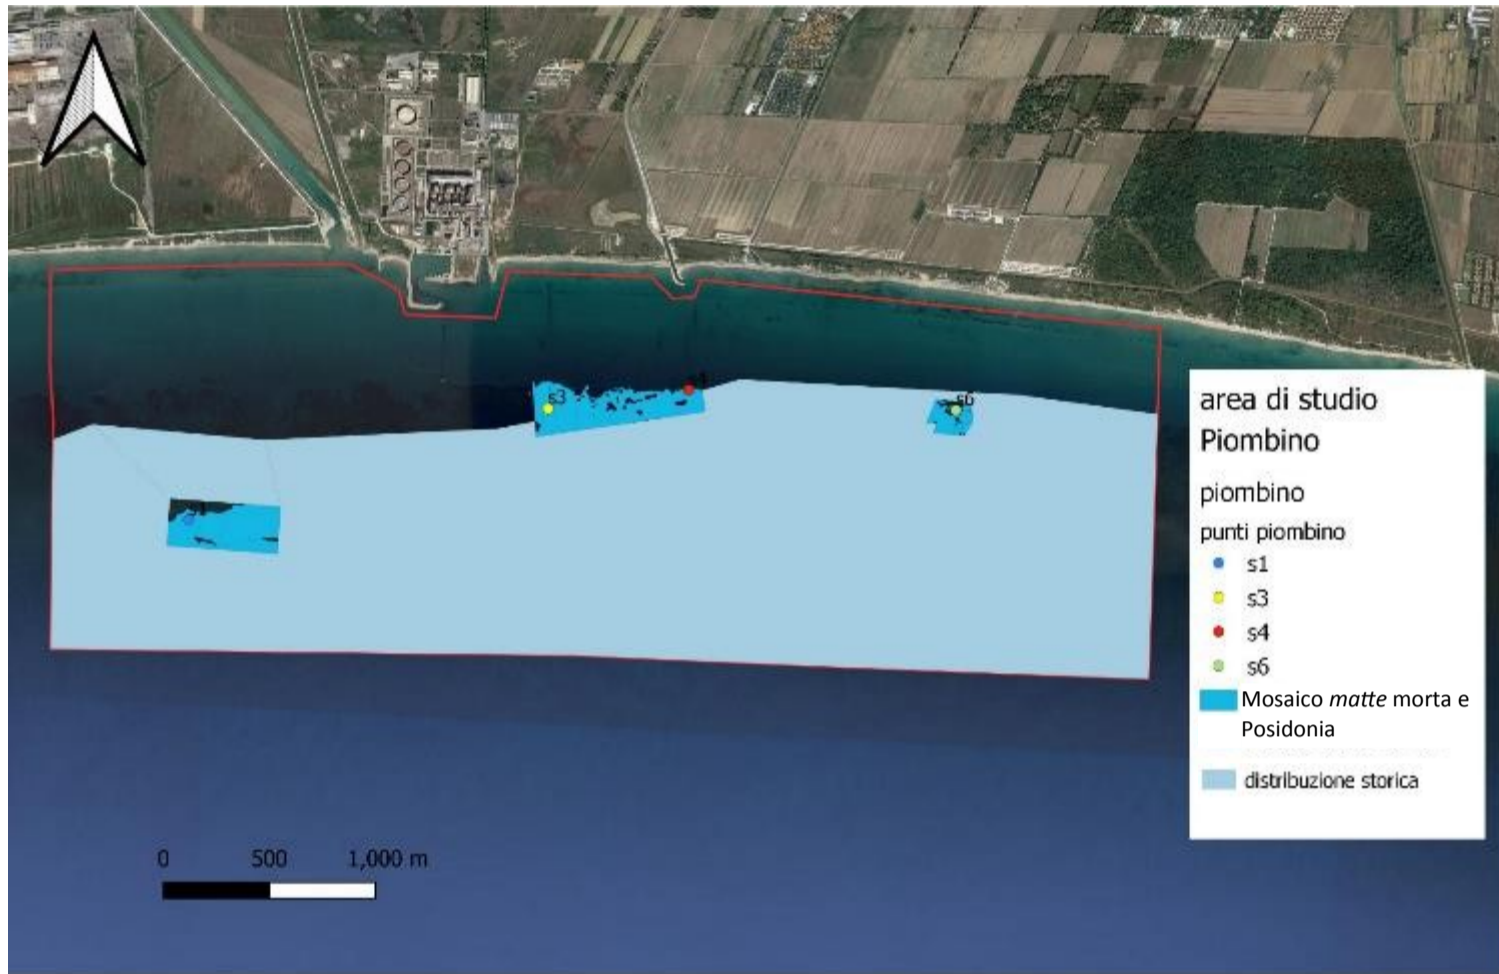 s3
s6
area di studio
Piombino
piombino
punti piombino
s1
s3
s4
s6
Mosaico matte morta e
Posidonia
distribuzione storica
0 500 1,000 m